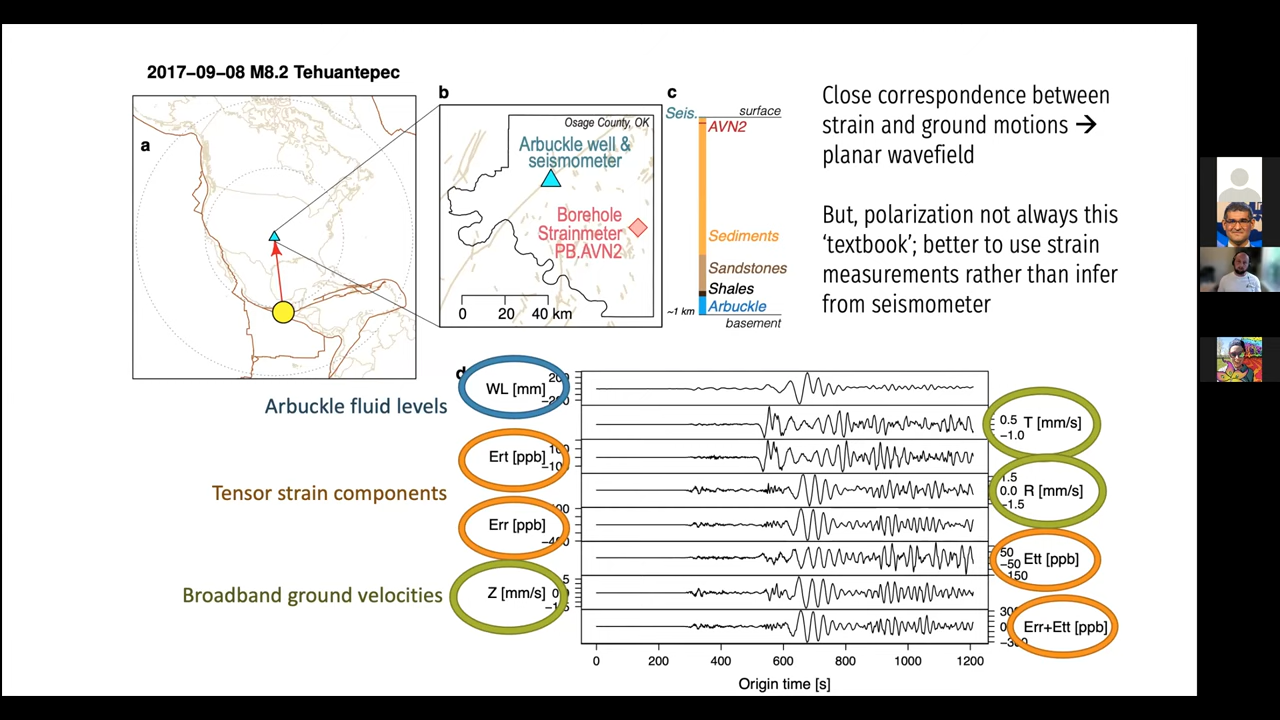 2017–09–08 M8.2 Tehuantepec
a
b
Osage County, OK
Arbuckle well &
seismometer
Borehole
Strainmeter
PB.AVN2
0 20 40 km
c
Seis.
surface
AVN2
Sediments
Sandstones
Shales
Arbuckle
~1 km
basement
Close correspondence between
strain and ground motions →
planar wavefield
But, polarization not always this
‘textbook’; better to use strain
measurements rather than infer
from seismometer
d
WL [mm]
Arbuckle fluid levels
0.5 T [mm/s]
−1.0
Ert [ppb]
Tensor strain components
1.5
0.0 R [mm/s]
−1.5
Err [ppb]
50
−50 Ett [ppb]
150
Z [mm/s]
Broadband ground velocities
Err+Ett [ppb]
0 200 400 600 800 1000 1200
Origin time [s]